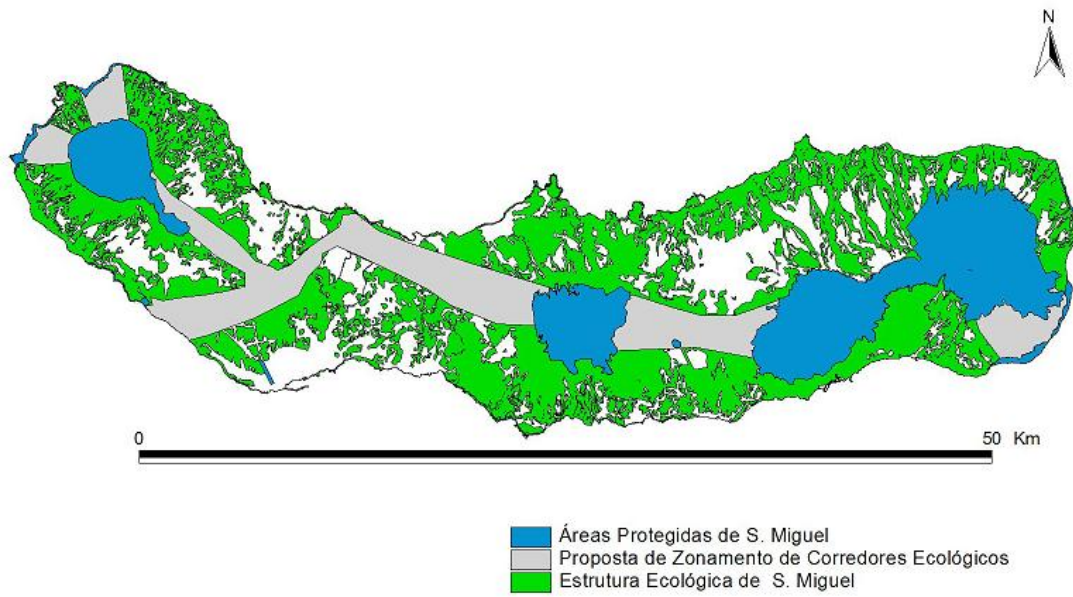 N
0 50 Km
Áreas Protegidas de S. Miguel
Proposta de Zonamento de Corredores Ecológicos
Estrutura Ecológica de S. Miguel